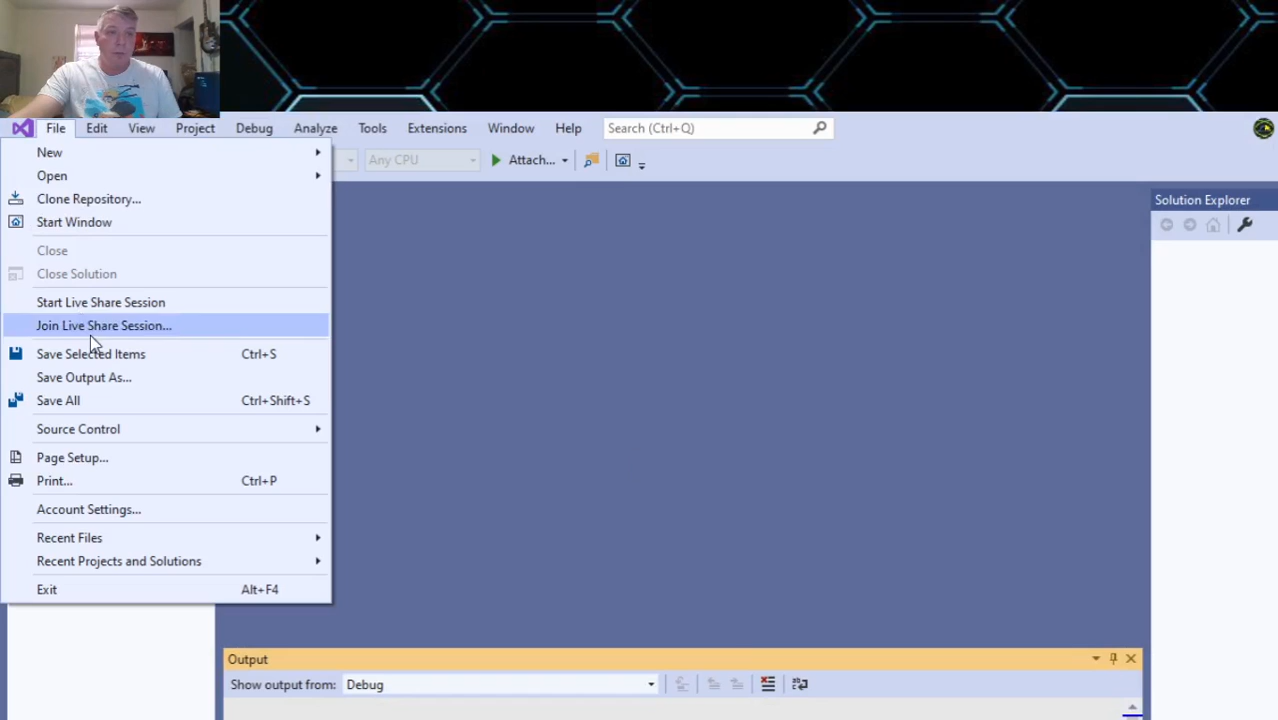 File Edit View Project Debug Analyze Tools Extensions Window Help Search (Ctrl+Q)
New
Any CPU Attach...
Open
Clone Repository...
Solution Explorer
Start Window
Close
Close Solution
Start Live Share Session
Join Live Share Session...
Save Selected Items Ctrl+S
Save Output As...
Save All Ctrl+Shift+S
Source Control
Page Setup...
Print... Ctrl+P
Account Settings...
Recent Files
Recent Projects and Solutions
Exit Alt+F4
Output
Show output from: Debug